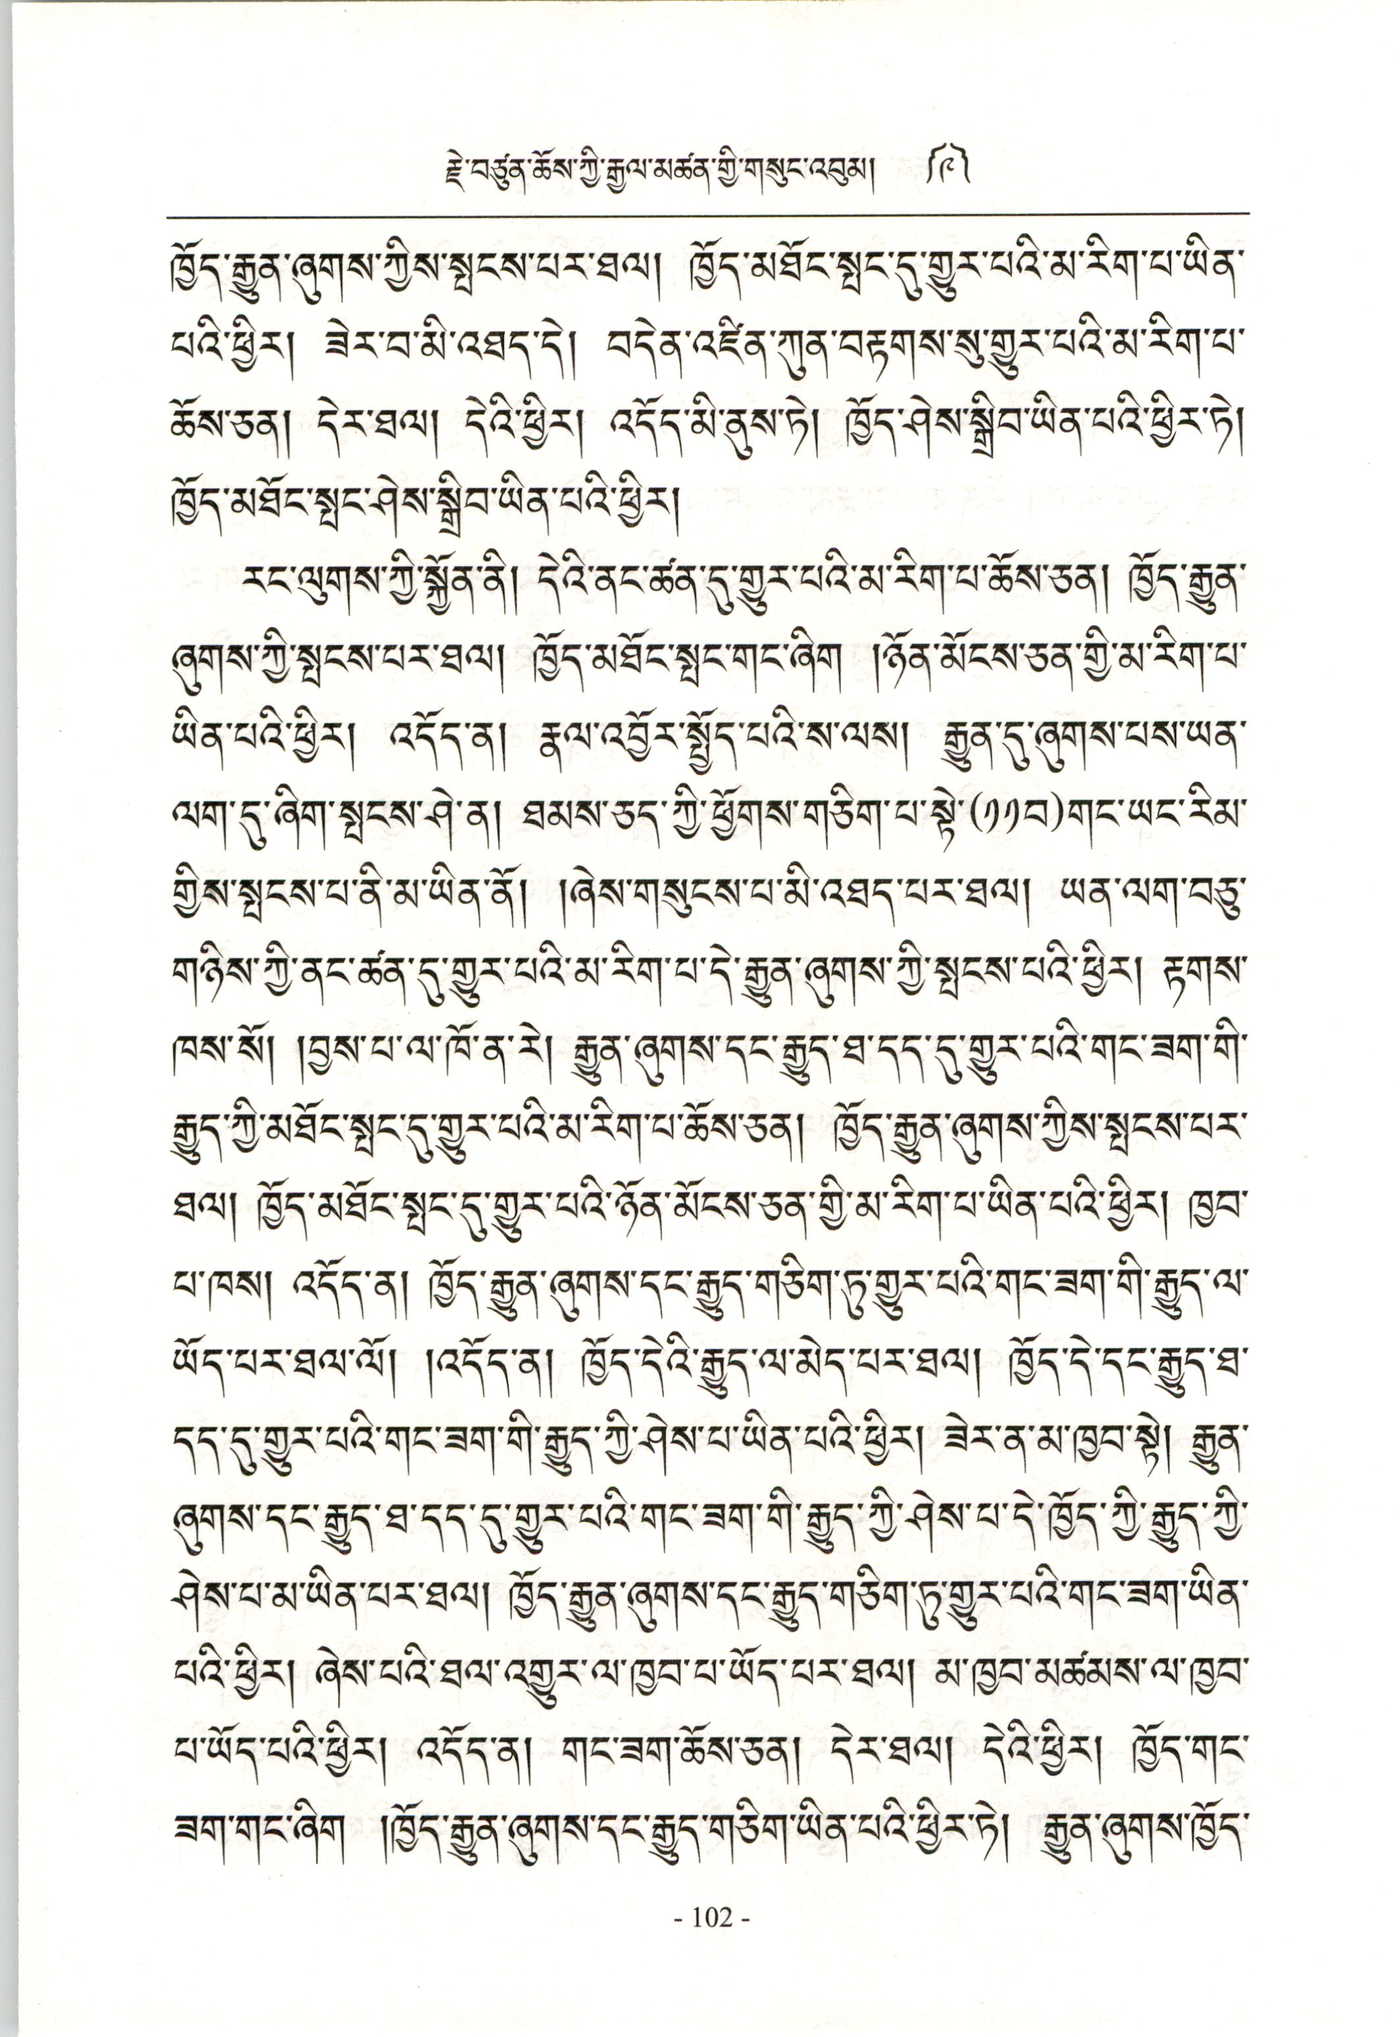 རྗེ་བཙུན་ཆོས་ཀྱི་རྒྱལ་མཚན་གྱི་གསུང་འབུམ། ༼༩༽
ཁྱོད་རྒྱུན་ཞུགས་ཀྱིས་སྤངས་པར་ཐལ། ཁྱོད་མཐོང་སྤང་དུ་གྱུར་པའི་མ་རིག་པ་ཡིན་
པའི་ཕྱིར། ཟེར་བ་མི་འཐད་དེ། བདེན་འཛིན་ཀུན་བརྟགས་སུ་གྱུར་པའི་མ་རིག་པ་
ཆོས་ཅན། དེར་ཐལ། དེའི་ཕྱིར། འདོད་མི་ནུས་ཏེ། ཁྱོད་ཤེས་སྒྲིབ་ཡིན་པའི་ཕྱིར་ཏེ།
ཁྱོད་མཐོང་སྤང་ཤེས་སྒྲིབ་ཡིན་པའི་ཕྱིར།
རང་ལུགས་ཀྱི་སྐྱོན་ནི། དེའི་ནང་ཚན་དུ་གྱུར་པའི་མ་རིག་པ་ཆོས་ཅན། ཁྱོད་རྒྱུན་
ཞུགས་ཀྱི་སྤངས་པར་ཐལ། ཁྱོད་མཐོང་སྤང་གང་ཞིག །ཉོན་མོངས་ཅན་གྱི་མ་རིག་པ་
ཡིན་པའི་ཕྱིར། འདོད་ན། རྣལ་འབྱོར་སྤྱོད་པའི་ས་ལས། རྒྱུན་དུ་ཞུགས་པས་ཡན་
ལག་དུ་ཞིག་སྤངས་ཤེ་ན། ཐམས་ཅད་ཀྱི་ཕྱོགས་གཅིག་པ་སྟེ་(༡༡བ)གང་ཡང་རིམ་
གྱིས་སྤངས་པ་ནི་མ་ཡིན་ནོ། །ཞེས་གསུངས་པ་མི་འཐད་པར་ཐལ། ཡན་ལག་བཅུ་
གཉིས་ཀྱི་ནང་ཚན་དུ་གྱུར་པའི་མ་རིག་པ་དེ་རྒྱུན་ཞུགས་ཀྱི་སྤངས་པའི་ཕྱིར། རྟགས་
ཁས་སོ། །བྱས་པ་ལ་ཁོ་ན་རེ། རྒྱུན་ཞུགས་དང་རྒྱུད་ཐ་དད་དུ་གྱུར་པའི་གང་ཟག་གི་
རྒྱུད་ཀྱི་མཐོང་སྤང་དུ་གྱུར་པའི་མ་རིག་པ་ཆོས་ཅན། ཁྱོད་རྒྱུན་ཞུགས་ཀྱིས་སྤངས་པར་
ཐལ། ཁྱོད་མཐོང་སྤང་དུ་གྱུར་པའི་ཉོན་མོངས་ཅན་གྱི་མ་རིག་པ་ཡིན་པའི་ཕྱིར། ཁྱབ་
པ་ཁས། འདོད་ན། ཁྱོད་རྒྱུན་ཞུགས་དང་རྒྱུད་གཅིག་ཏུ་གྱུར་པའི་གང་ཟག་གི་རྒྱུད་ལ་
ཡོད་པར་ཐལ་ལོ། །འདོད་ན། ཁྱོད་དེའི་རྒྱུད་ལ་མེད་པར་ཐལ། ཁྱོད་དེ་དང་རྒྱུད་ཐ་
དད་དུ་གྱུར་པའི་གང་ཟག་གི་རྒྱུད་ཀྱི་ཤེས་པ་ཡིན་པའི་ཕྱིར། ཟེར་ན་མ་ཁྱབ་སྟེ། རྒྱུན་
ཞུགས་དང་རྒྱུད་ཐ་དད་དུ་གྱུར་པའི་གང་ཟག་གི་རྒྱུད་ཀྱི་ཤེས་པ་དེ་ཁྱོད་ཀྱི་རྒྱུད་ཀྱི་
ཤེས་པ་མ་ཡིན་པར་ཐལ། ཁྱོད་རྒྱུན་ཞུགས་དང་རྒྱུད་གཅིག་ཏུ་གྱུར་པའི་གང་ཟག་ཡིན་
པའི་ཕྱིར། ཞེས་པའི་ཐལ་འགྱུར་ལ་ཁྱབ་པ་ཡོད་པར་ཐལ། མ་ཁྱབ་མཚམས་ལ་ཁྱབ་
པ་ཡོད་པའི་ཕྱིར། འདོད་ན། གང་ཟག་ཆོས་ཅན། དེར་ཐལ། དེའི་ཕྱིར། ཁྱོད་གང་
ཟག་གང་ཞིག །ཁྱོད་རྒྱུན་ཞུགས་དང་རྒྱུད་གཅིག་ཡིན་པའི་ཕྱིར་ཏེ། རྒྱུན་ཞུགས་ཁྱོད་
- 102 -